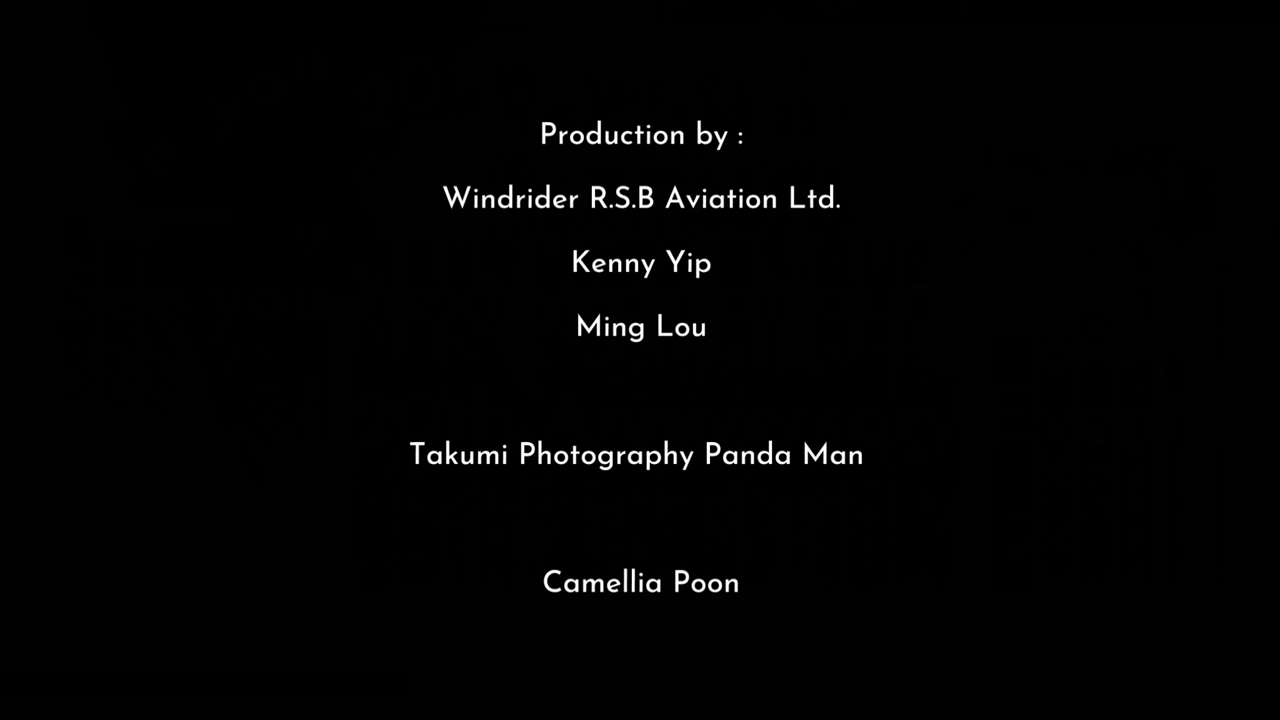 Production by :
Windrider R.S.B Aviation Ltd.
Kenny Yip
Ming Lou
Takumi Photography Panda Man
Camellia Poon